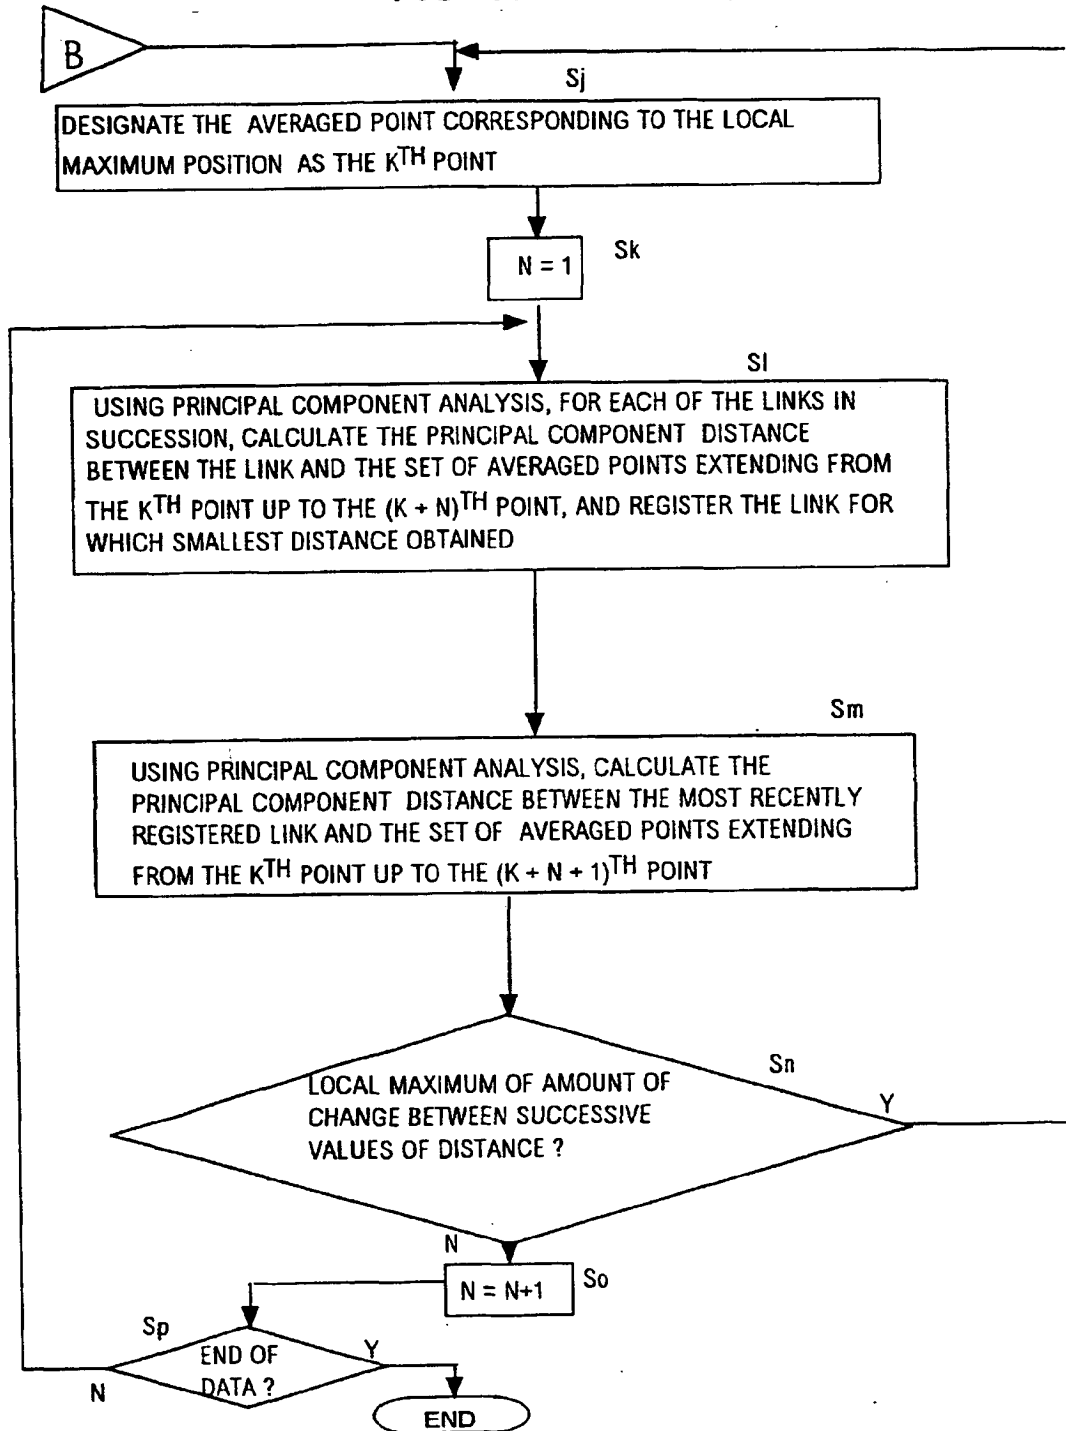 B
Sj
DESIGNATE THE AVERAGED POINT CORRESPONDING TO THE LOCAL
MAXIMUM POSITION AS THE KTH POINT
N = 1
Sk
Sl
USING PRINCIPAL COMPONENT ANALYSIS, FOR EACH OF THE LINKS IN
SUCCESSION, CALCULATE THE PRINCIPAL COMPONENT DISTANCE
BETWEEN THE LINK AND THE SET OF AVERAGED POINTS EXTENDING FROM
THE KTH POINT UP TO THE (K + N)TH POINT, AND REGISTER THE LINK FOR
WHICH SMALLEST DISTANCE OBTAINED
Sm
USING PRINCIPAL COMPONENT ANALYSIS, CALCULATE THE
PRINCIPAL COMPONENT DISTANCE BETWEEN THE MOST RECENTLY
REGISTERED LINK AND THE SET OF AVERAGED POINTS EXTENDING
FROM THE KTH POINT UP TO THE (K + N + 1)TH POINT
Sn
LOCAL MAXIMUM OF AMOUNT OF
CHANGE BETWEEN SUCCESSIVE
VALUES OF DISTANCE ?
Y
N
N = N+1
So
Sp
END OF
DATA ?
Y
N
END